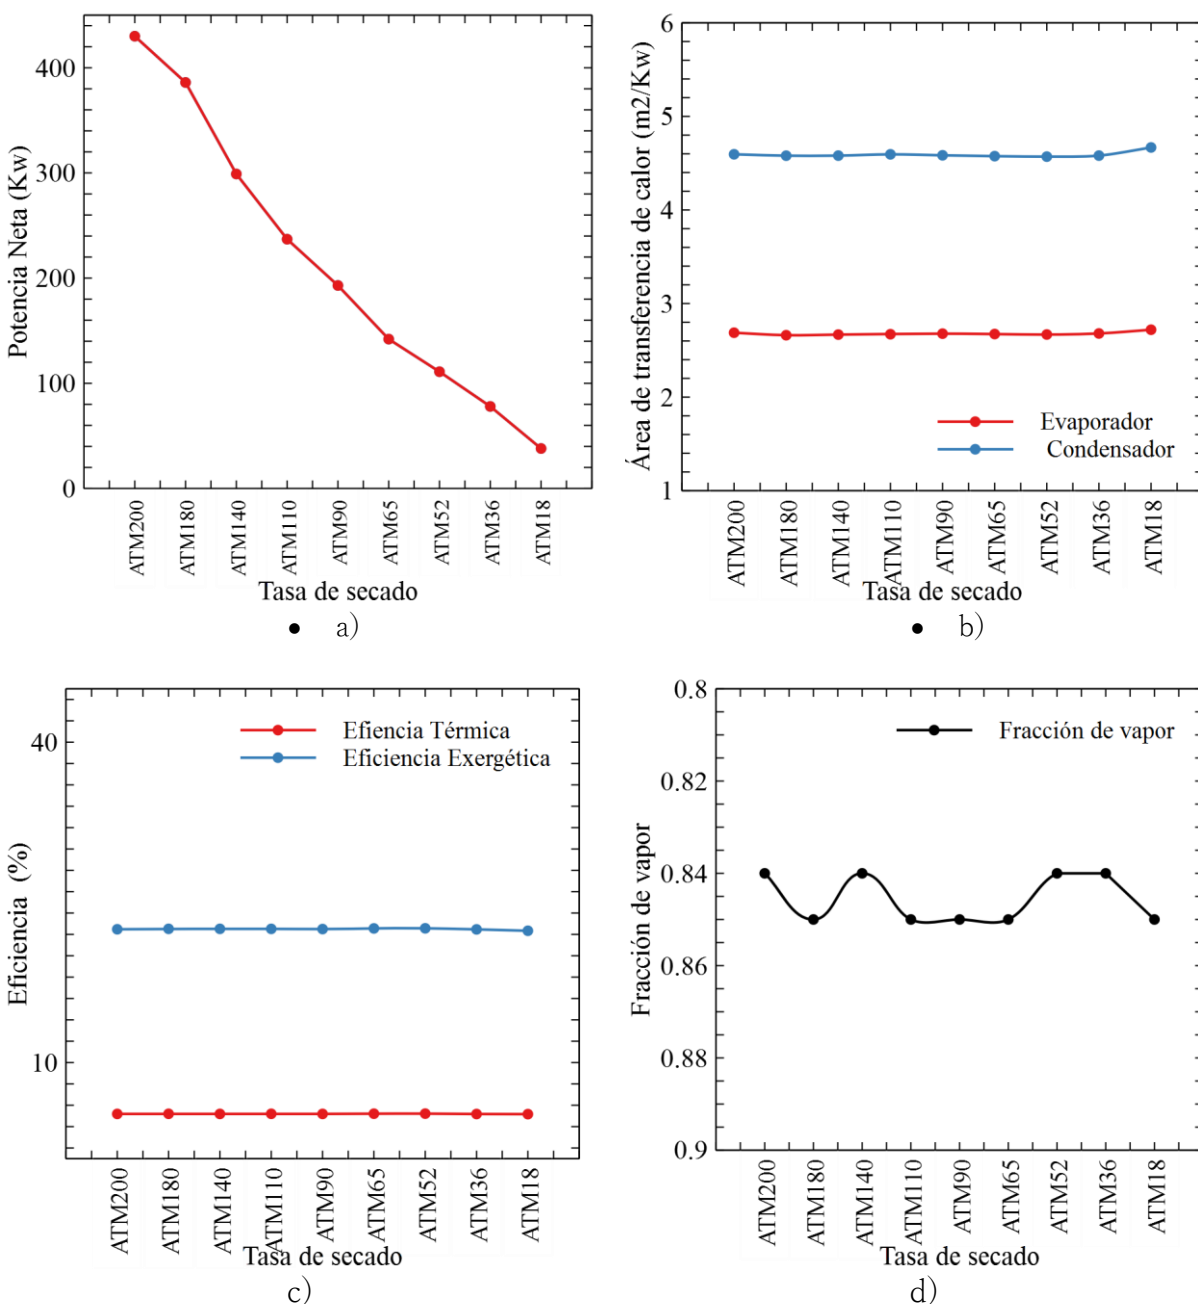 Potencia Neta (Kw)
400
300
200
100
0
ATM200
ATM180
ATM140
ATM110
ATM90
ATM65
ATM52
ATM36
ATM18
Tasa de secado
• a)
Área de transferencia de calor (m2/Kw)
6
5
4
3
2
1
Evaporador
Condensador
ATM200
ATM180
ATM140
ATM110
ATM90
ATM65
ATM52
ATM36
ATM18
Tasa de secado
• b)
Eficiencia (%)
40
10
Efiencia Térmica
Eficiencia Exergética
ATM200
ATM180
ATM140
ATM110
ATM90
ATM65
ATM52
ATM36
ATM18
Tasa de secado
c)
Fracción de vapor
0.8
0.82
0.84
0.86
0.88
0.9
Fracción de vapor
ATM200
ATM180
ATM140
ATM110
ATM90
ATM65
ATM52
ATM36
ATM18
Tasa de secado
d)